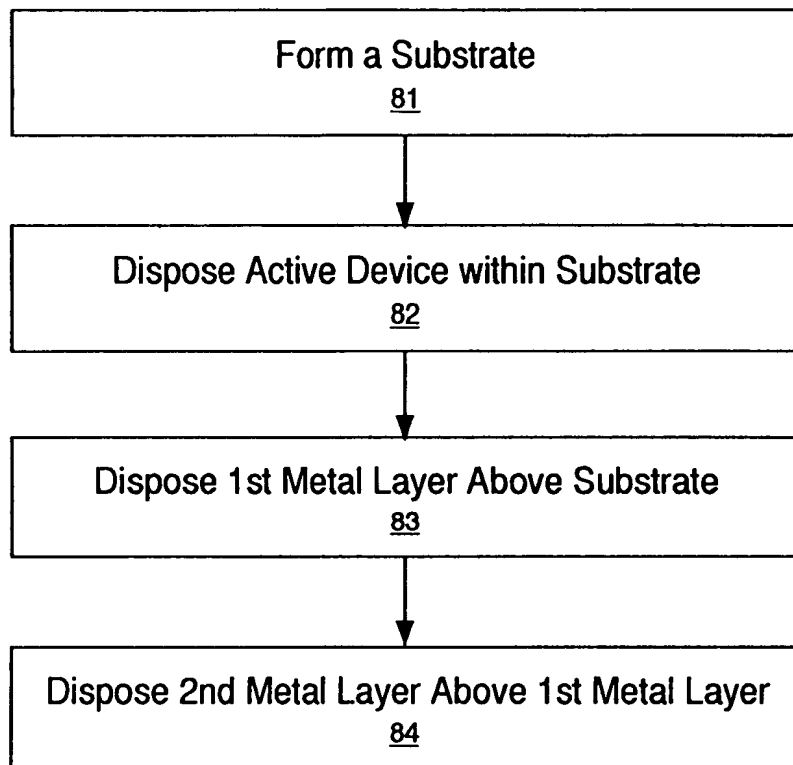 Form a Substrate
81
Dispose Active Device within Substrate
82
Dispose 1st Metal Layer Above Substrate
83
Dispose 2nd Metal Layer Above 1st Metal Layer
84